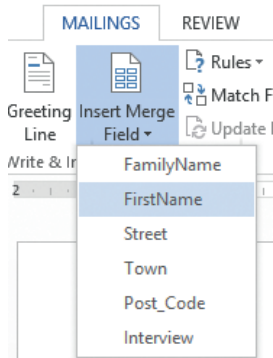 MAILINGS REVIEW
Greeting Line
Insert Merge Field
Rules
Match F
Update
Write & In
2
FamilyName
FirstName
Street
Town
Post_Code
Interview